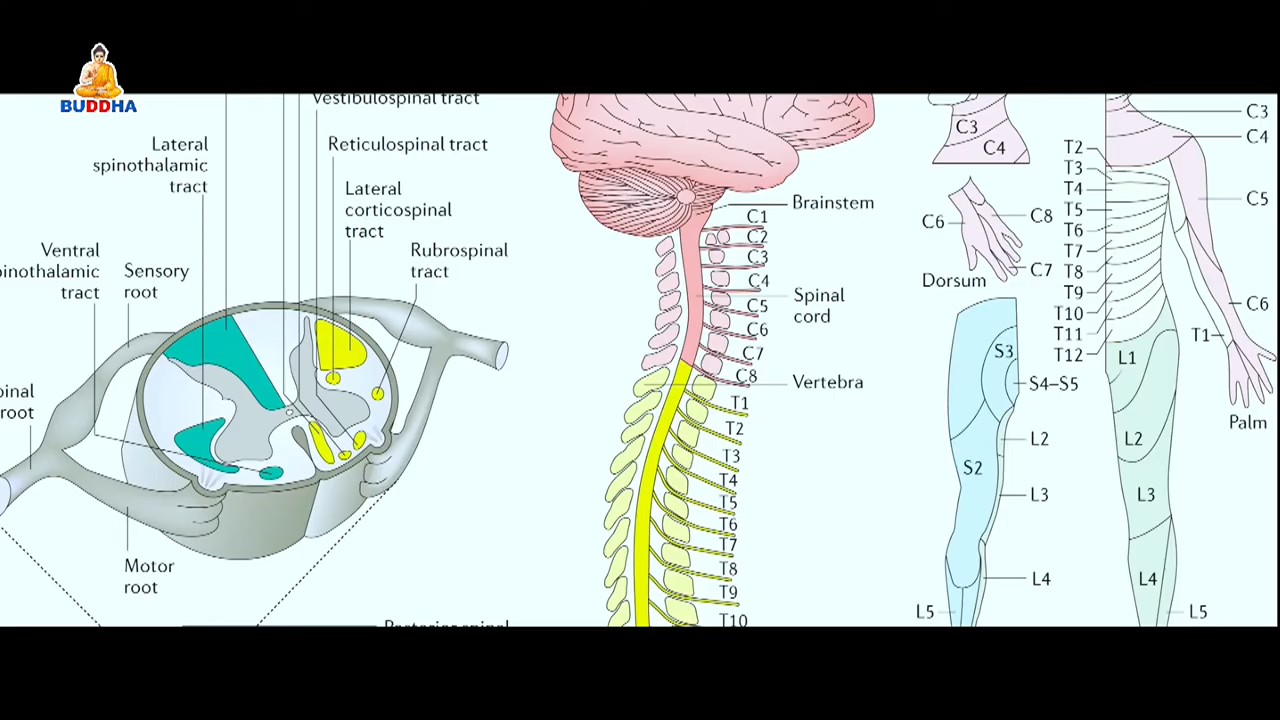 BUDDHA
Vestibulospinal tract
Lateral
spinothalamic
tract
Reticulospinal tract
Lateral
corticospinal
tract
Rubrospinal
tract
Ventral
pinothalamic
tract
Sensory
root
pinal
root
Motor
root
Brainstem
C1
C2
C3
C4
C5
C6
C7
C8
Spinal
cord
Vertebra
T1
T2
T3
T4
T5
T6
T7
T8
T9
T10
C3
C4
C6
C8
C7
Dorsum
S3
S4–S5
L2
S2
L3
L4
L5
C3
C4
T2
T3
T4
T5
T6
T7
T8
T9
T10
T11
T12
C5
C6
T1
Palm
L1
L2
L3
L4
L5